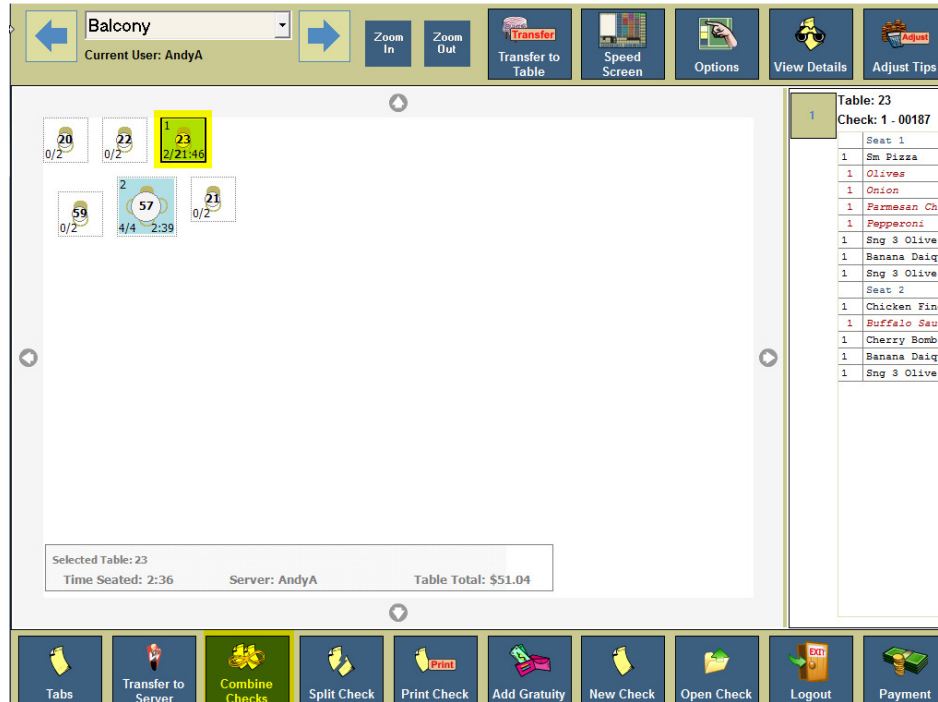 Balcony
Current User: AndyA
Zoom
In
Zoom
Out
Transfer
Transfer to
Table
Speed
Screen
Options
View Details
Adjust
Adjust Tips
20
0/2
22
0/2
1
23
2/21:46
59
0/2
2
57
4/4 2:39
21
0/2
1
Table: 23
Check: 1 - 00187
Seat 1
1 Sm Pizza
1 Olives
1 Onion
1 Parmesan Ch
1 Pepperoni
1 Sng 3 Olive
1 Banana Daiq
1 Sng 3 Olive
Seat 2
1 Chicken Fin
1 Buffalo Sau
1 Cherry Bomb
1 Banana Daiq
1 Sng 3 Olive
Selected Table: 23
Time Seated: 2:36 Server: AndyA Table Total: $51.04
Tabs
Transfer to
Server
Combine
Checks
Split Check
Print
Print Check
Add Gratuity
New Check
Open Check
EXIT
Logout
Payment